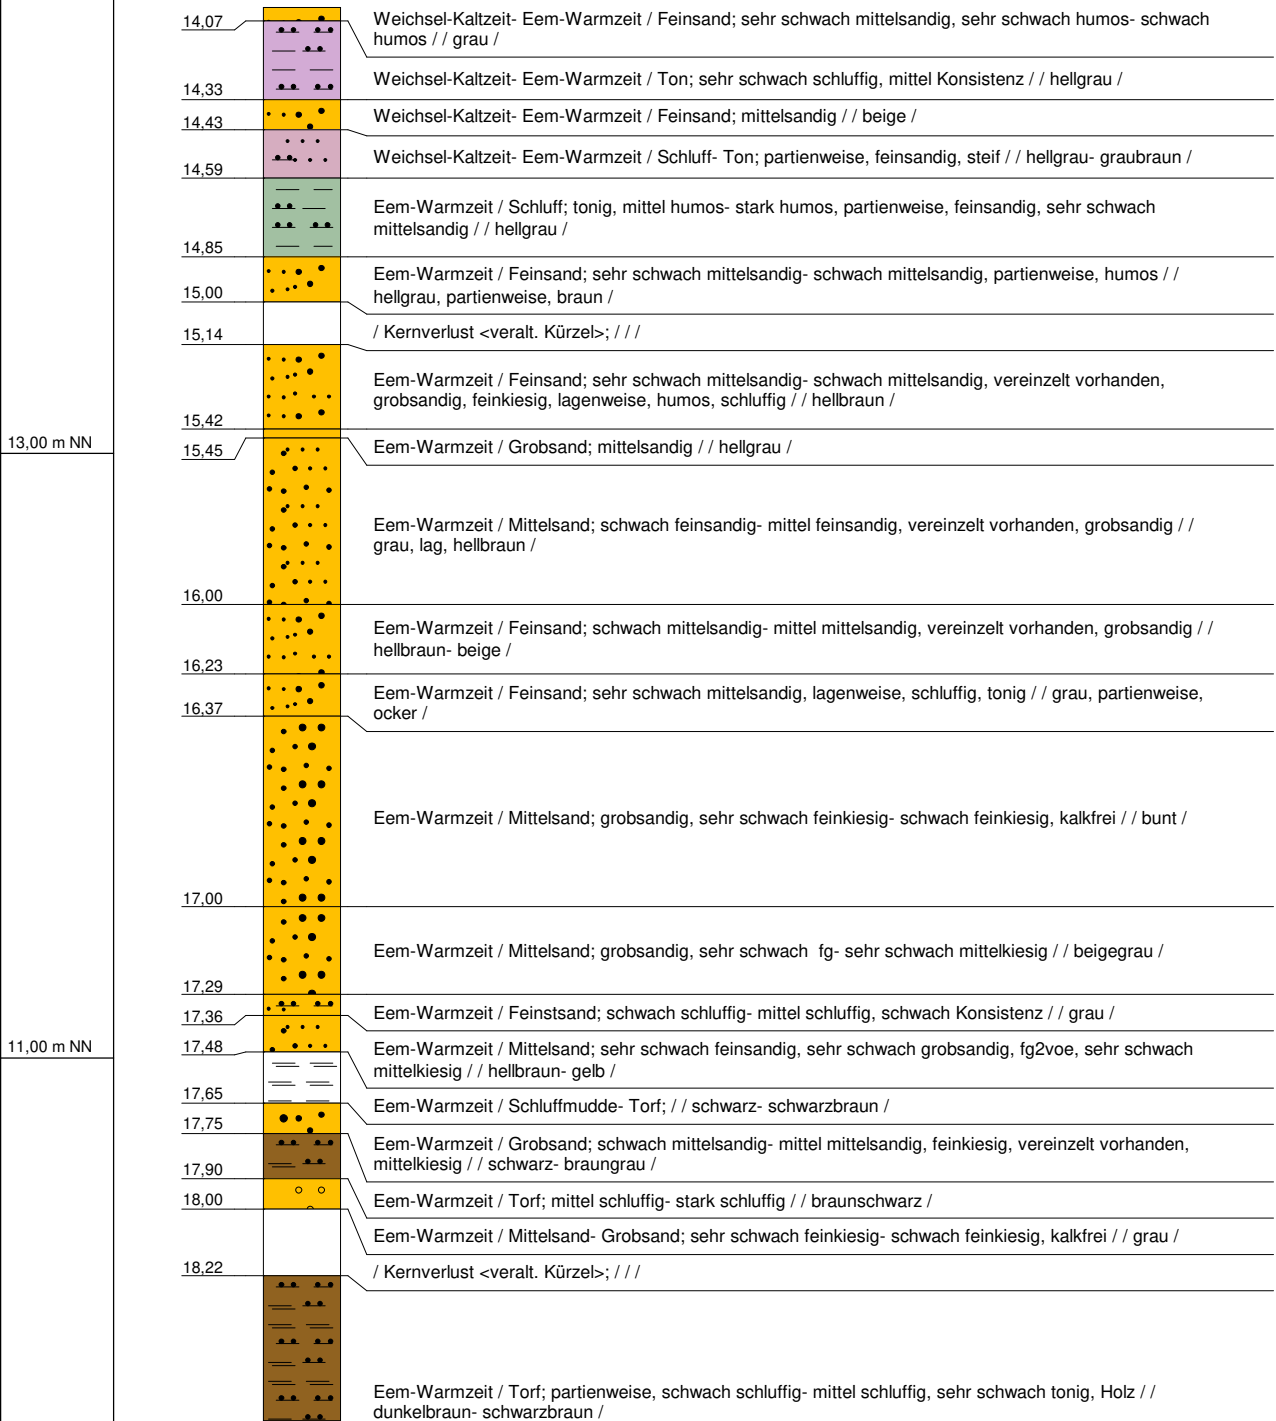 14,07
Weichsel-Kaltzeit- Eem-Warmzeit / Feinsand; sehr schwach mittelsandig, sehr schwach humos- schwach
humos / / grau /
14,33
Weichsel-Kaltzeit- Eem-Warmzeit / Ton; sehr schwach schluffig, mittel Konsistenz / / hellgrau /
14,43
Weichsel-Kaltzeit- Eem-Warmzeit / Feinsand; mittelsandig / / beige /
14,59
Weichsel-Kaltzeit- Eem-Warmzeit / Schluff- Ton; partienweise, feinsandig, steif / / hellgrau- graubraun /
14,85
Eem-Warmzeit / Schluff; tonig, mittel humos- stark humos, partienweise, feinsandig, sehr schwach
mittelsandig / / hellgrau /
15,00
Eem-Warmzeit / Feinsand; sehr schwach mittelsandig- schwach mittelsandig, partienweise, humos / /
hellgrau, partienweise, braun /
15,14
/ Kernverlust <veralt. Kürzel>; / / /
15,42
Eem-Warmzeit / Feinsand; sehr schwach mittelsandig- schwach mittelsandig, vereinzelt vorhanden,
grobsandig, feinkiesig, lagenweise, humos, schluffig / / hellbraun /
13,00 m NN
15,45
Eem-Warmzeit / Grobsand; mittelsandig / / hellgrau /
16,00
Eem-Warmzeit / Mittelsand; schwach feinsandig- mittel feinsandig, vereinzelt vorhanden, grobsandig / /
grau, lag, hellbraun /
16,23
Eem-Warmzeit / Feinsand; schwach mittelsandig- mittel mittelsandig, vereinzelt vorhanden, grobsandig / /
hellbraun- beige /
16,37
Eem-Warmzeit / Feinsand; sehr schwach mittelsandig, lagenweise, schluffig, tonig / / grau, partienweise,
ocker /
17,00
Eem-Warmzeit / Mittelsand; grobsandig, sehr schwach feinkiesig- schwach feinkiesig, kalkfrei / / bunt /
17,29
Eem-Warmzeit / Mittelsand; grobsandig, sehr schwach  fg- sehr schwach mittelkiesig / / beigegrau /
17,36
Eem-Warmzeit / Feinstsand; schwach schluffig- mittel schluffig, schwach Konsistenz / / grau /
11,00 m NN
17,48
Eem-Warmzeit / Mittelsand; sehr schwach feinsandig, sehr schwach grobsandig, fg2voe, sehr schwach
mittelkiesig / / hellbraun- gelb /
17,65
Eem-Warmzeit / Schluffmudde- Torf; / / schwarz- schwarzbraun /
17,75
Eem-Warmzeit / Grobsand; schwach mittelsandig- mittel mittelsandig, feinkiesig, vereinzelt vorhanden,
mittelkiesig / / schwarz- braungrau /
17,90
Eem-Warmzeit / Torf; mittel schluffig- stark schluffig / / braunschwarz /
18,00
Eem-Warmzeit / Mittelsand- Grobsand; sehr schwach feinkiesig- schwach feinkiesig, kalkfrei / / grau /
18,22
/ Kernverlust <veralt. Kürzel>; / / /
Eem-Warmzeit / Torf; partienweise, schwach schluffig- mittel schluffig, sehr schwach tonig, Holz / /
dunkelbraun- schwarzbraun /